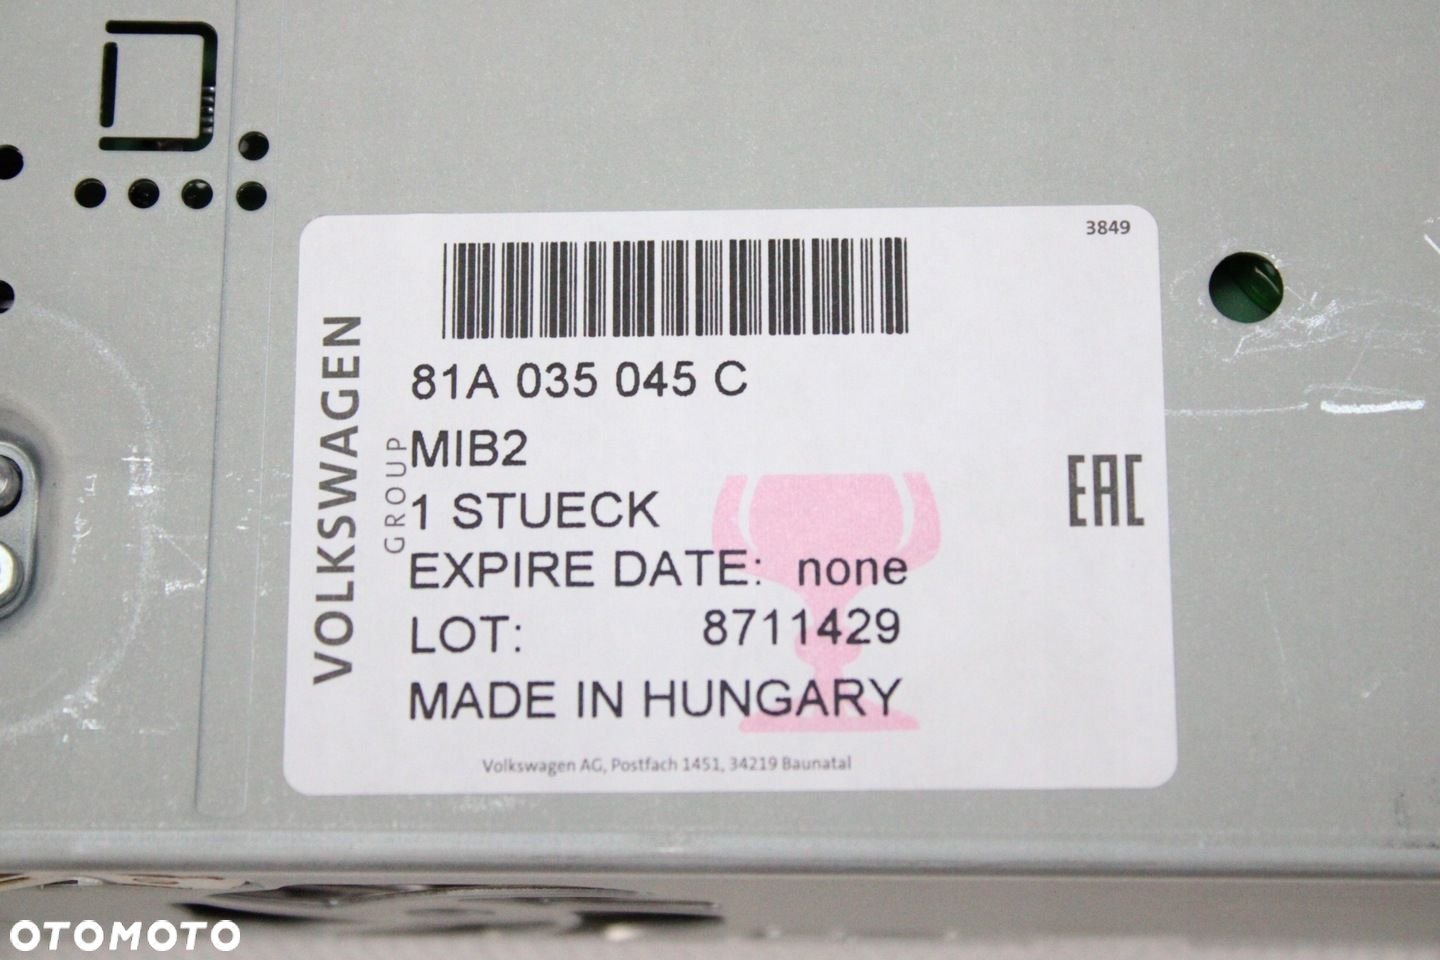 3849
81A 035 045 C
VOLKSWAGEN
GROUP
MIB2
1 STUECK
EXPIRE DATE: none
LOT: 8711429
MADE IN HUNGARY
EAC
Volkswagen AG, Postfach 1451, 34219 Baunatal
OTOMOTO